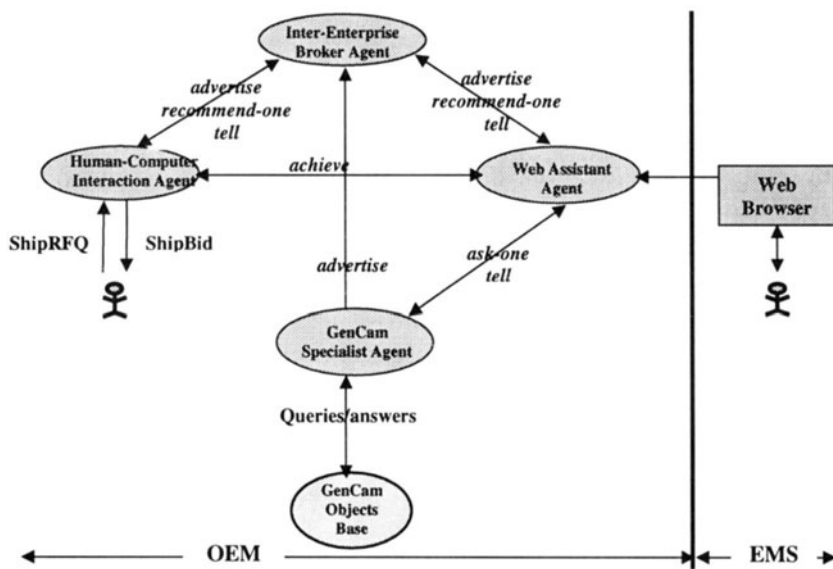 Inter-Enterprise
Broker Agent
advertise
recommend-one
tell
advertise
recommend-one
tell
Human-Computer
Interaction Agent
achieve
Web Assistant
Agent
Web
Browser
ShipRFQ
ShipBid
advertise
ask-one
tell
GenCam
Specialist Agent
Queries/answers
GenCam
Objects
Base
OEM
EMS